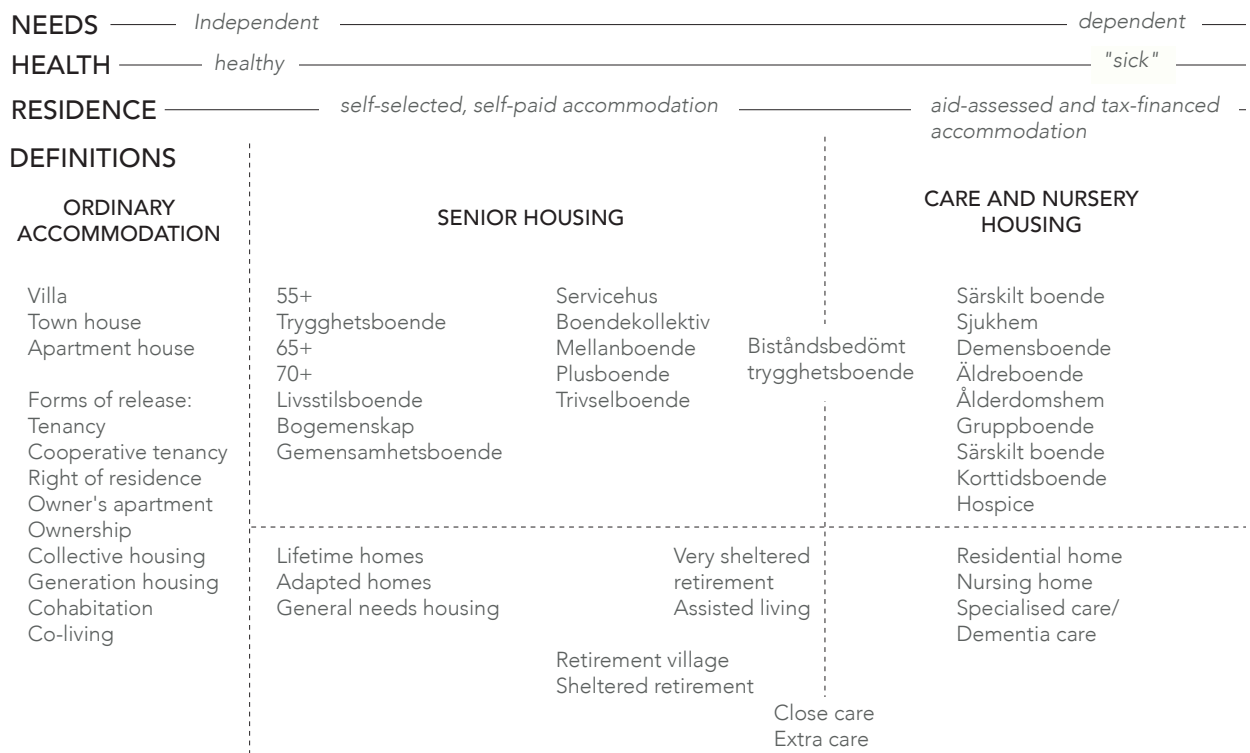 NEEDS Independent dependent
HEALTH healthy "sick"
RESIDENCE self-selected, self-paid accommodation aid-assessed and tax-financed
accommodation
DEFINITIONS
ORDINARY
ACCOMMODATION
SENIOR HOUSING
CARE AND NURSERY
HOUSING
Villa
Town house
Apartment house
Forms of release:
Tenancy
Cooperative tenancy
Right of residence
Owner's apartment
Ownership
Collective housing
Generation housing
Cohabitation
Co-living
55+
Trygghetsboende
65+
70+
Livsstilsboende
Bogemenskap
Gemensamhetsboende
Servicehus
Boendekollektiv
Mellanboende
Plusboende
Trivselboende
Biståndsbedömt
trygghetsboende
Särskilt boende
Sjukhem
Demensboende
Äldreboende
Ålderdomshem
Gruppboende
Särskilt boende
Korttidsboende
Hospice
Lifetime homes
Adapted homes
General needs housing
Very sheltered
retirement
Assisted living
Retirement village
Sheltered retirement
Close care
Extra care
Residential home
Nursing home
Specialised care/
Dementia care